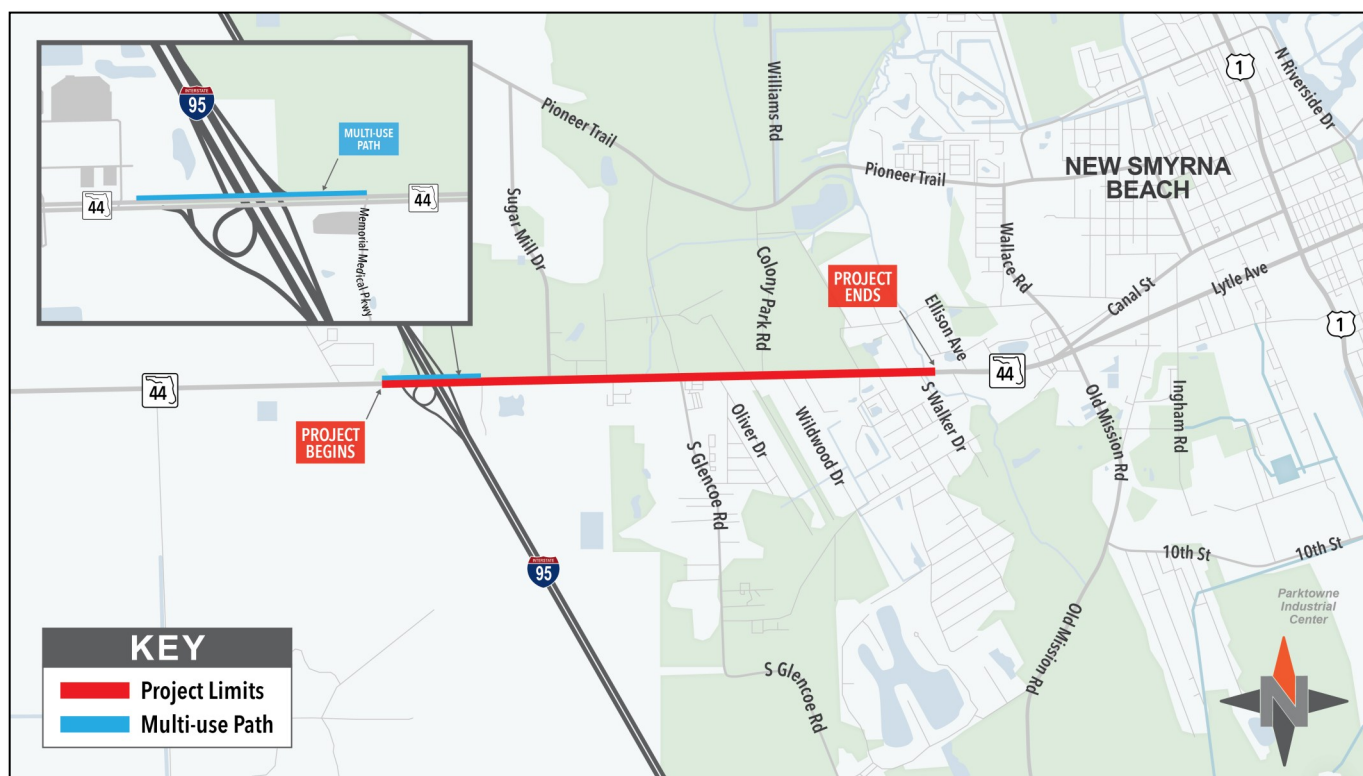 INTERSTATE
95
MULTI-USE
PATH
44
44
Memorial Medical Pkwy
Pioneer Trail
Williams Rd
1
N Riverside Dr
Pioneer Trail
NEW SMYRNA
BEACH
Sugar Mill Dr
Colony Park Rd
Wallace Rd
PROJECT
ENDS
Ellison Ave
Canal St
Lytle Ave
1
44
PROJECT
BEGINS
44
S Glencoe Rd
Oliver Dr
Wildwood Dr
S Walker Dr
Old Mission Rd
Ingham Rd
INTERSTATE
95
10th St
10th St
Parktowne
Industrial
Center
Old Mission Rd
S Glencoe Rd
KEY
Project Limits
Multi-use Path
N